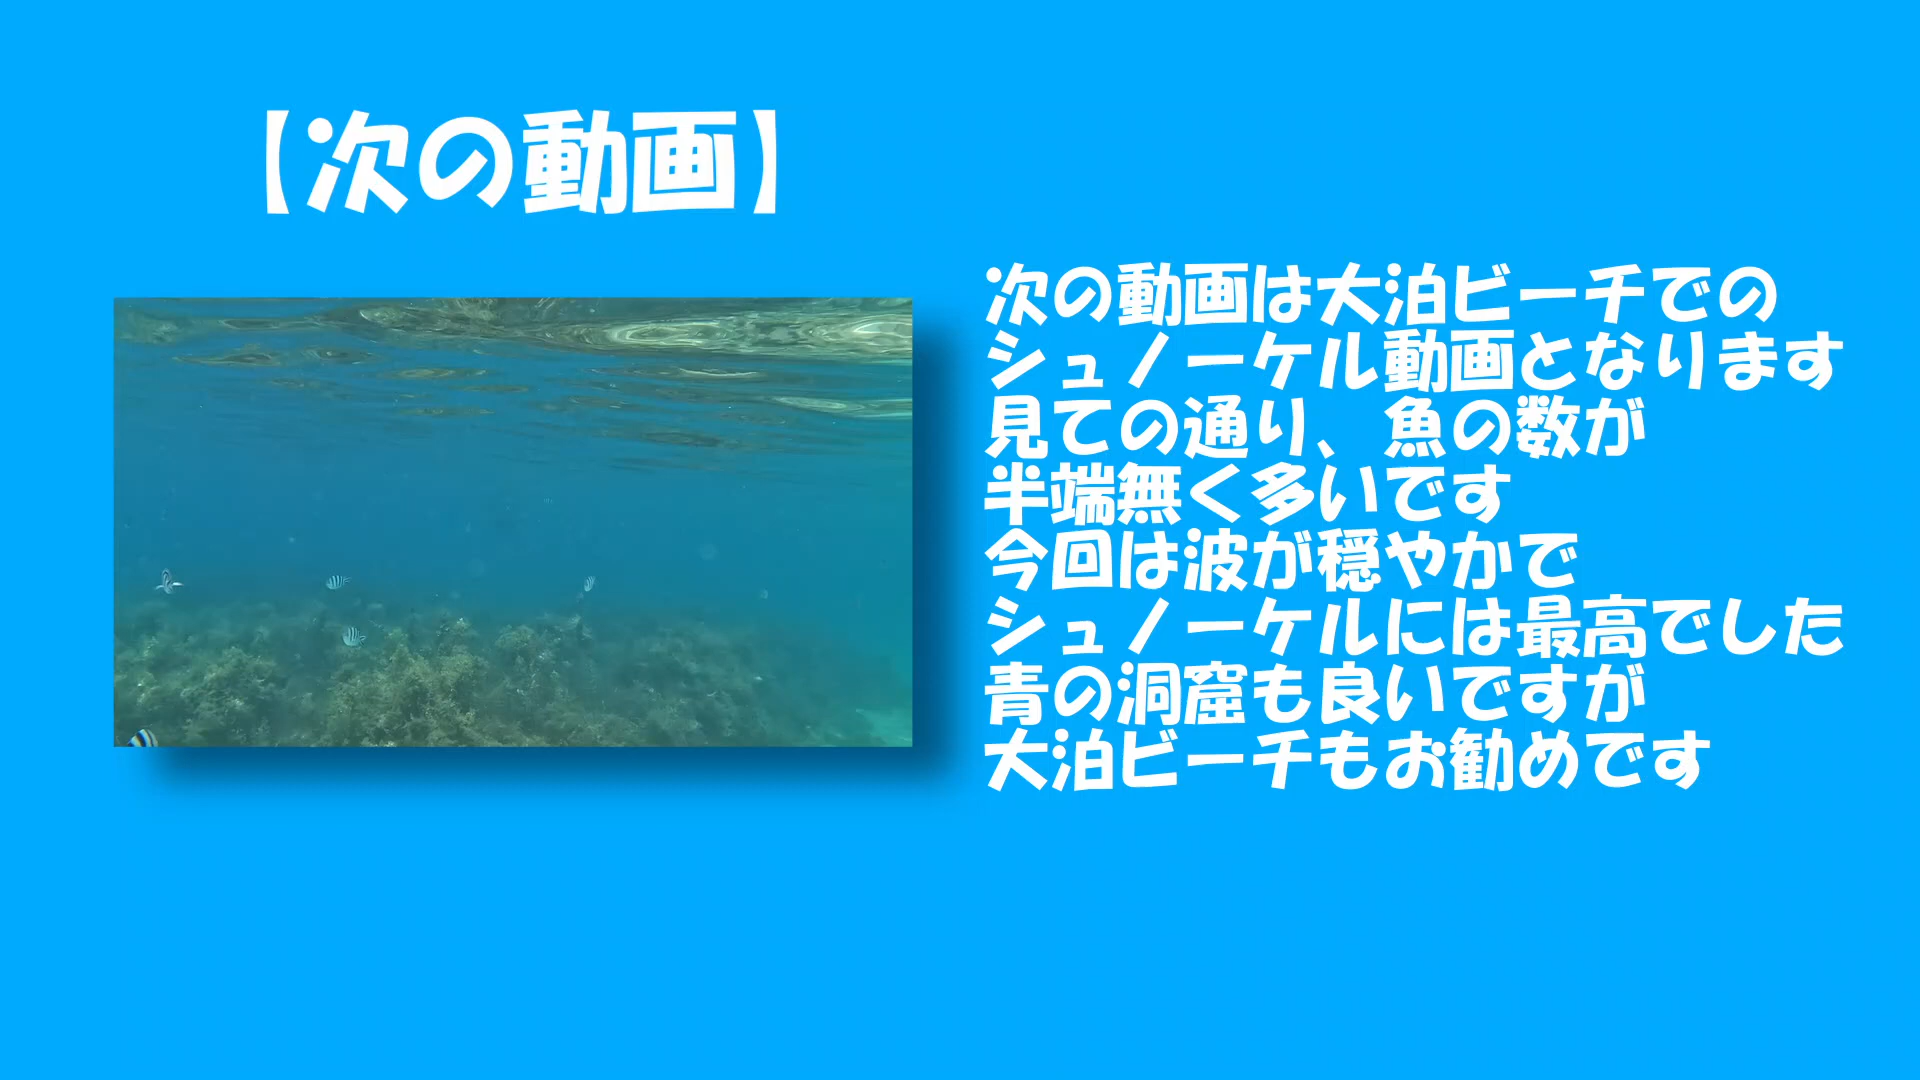 【次の動画】
次の動画は大泊ビーチでの
シュノーケル動画となります
見ての通り、魚の数が
半端無く多いです
今回は波が穏やかで
シュノーケルには最高でした
青の洞窟も良いですが
大泊ビーチもお勧めです